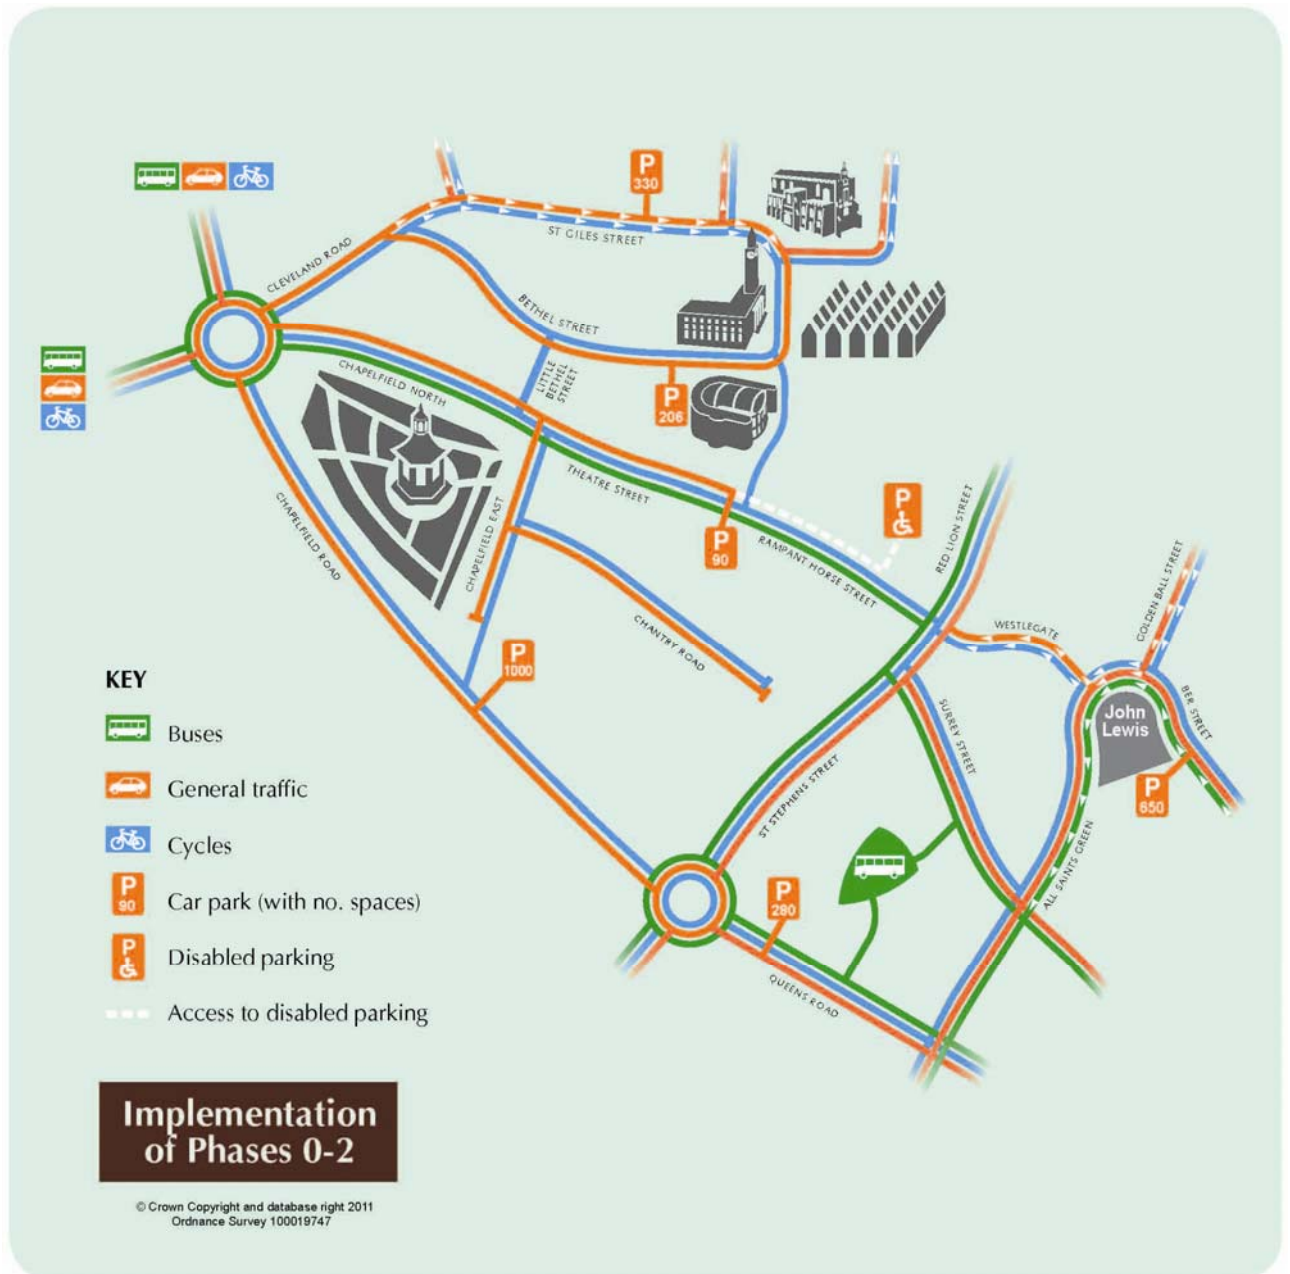 P
330
ST GILES STREET
CLEVELAND ROAD
BETHEL STREET
LITTLE
BETHEL
STREET
CHAPELFIELD NORTH
P
206
THEATRE STREET
P
90
RAMPANT HORSE STREET
P
RED LION STREET
CHAPELFIELD ROAD
CHAPELFIELD EAST
CHANTRY ROAD
WESTLEGATE
GOLDEN BALL STREET
BER STREET
John
Lewis
P
650
SURREY STREET
ST STEPHENS STREET
ALL SAINTS GREEN
P
1000
P
280
QUEENS ROAD
KEY
Buses
General traffic
Cycles
P
90
Car park (with no. spaces)
P
Disabled parking
Access to disabled parking
Implementation
of Phases 0-2
© Crown Copyright and database right 2011
Ordnance Survey 100019747